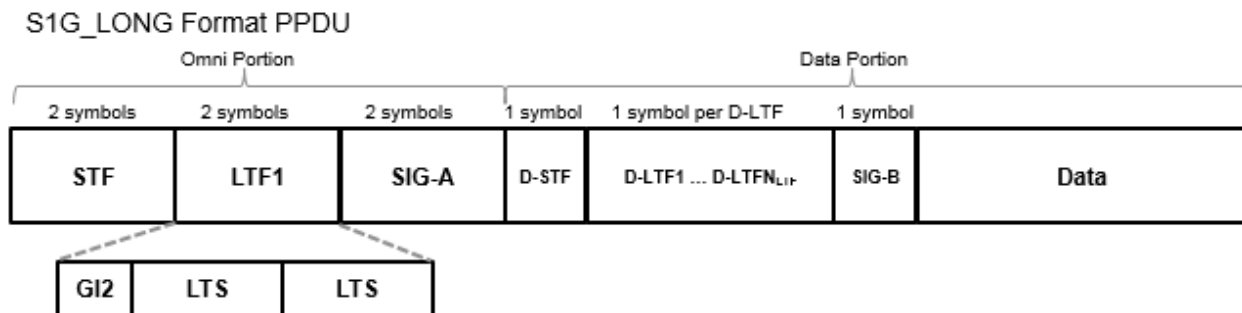 S1G_LONG Format PPDU
Omni Portion
Data Portion
2 symbols 2 symbols 2 symbols 1 symbol 1 symbol per D-LTF 1 symbol
STF LTF1 SIG-A D-STF D-LTF1 ... D-LTFN SIG-B Data
GI2 LTS LTS